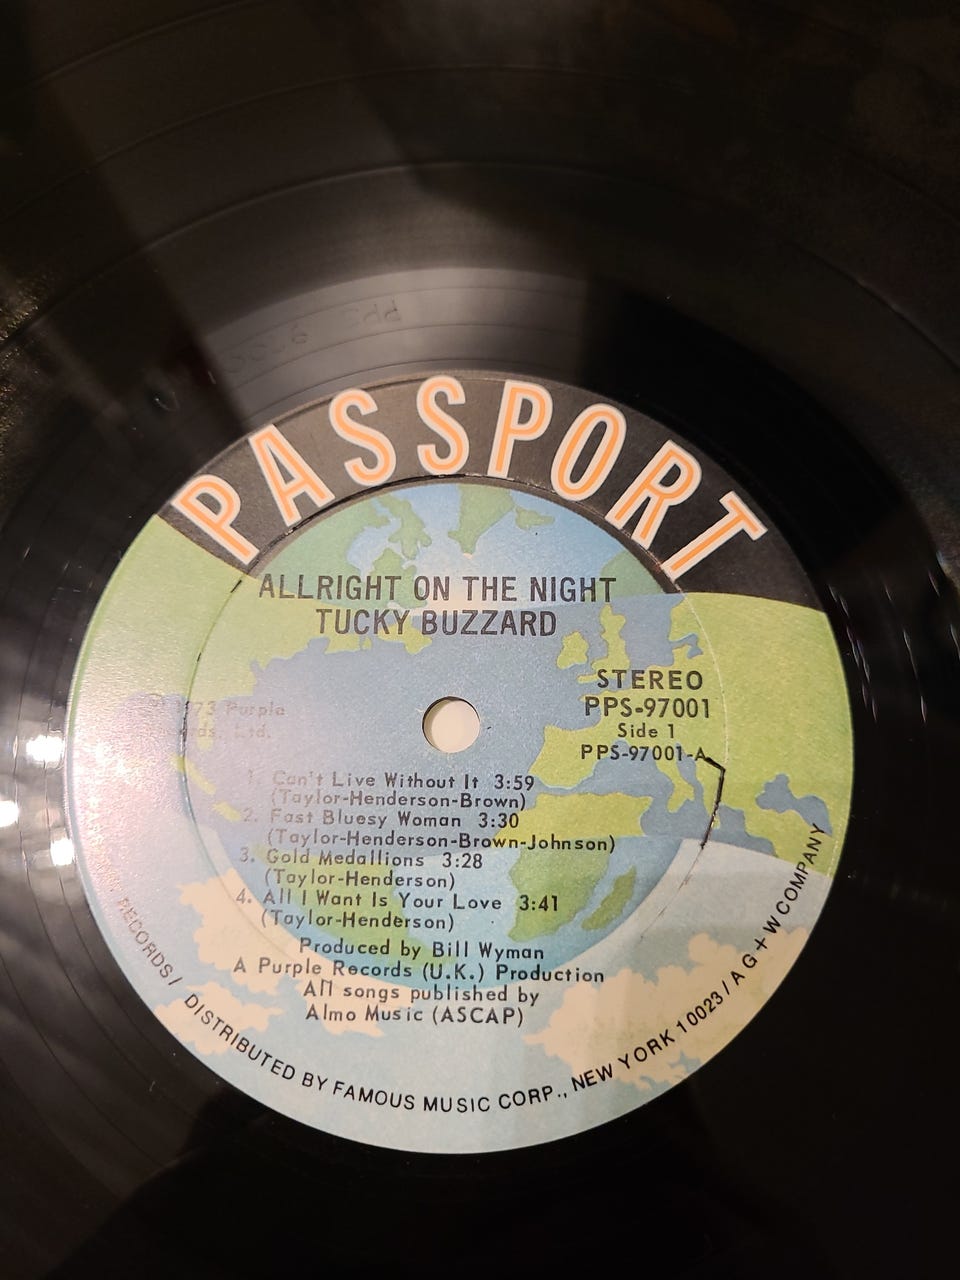 PASSPORT
ALLRIGHT ON THE NIGHT
TUCKY BUZZARD
STEREO
PPS-97001
Side 1
PPS-97001-A
73 Purple
Ltd.
1. Can't Live Without It 3:59
(Taylor-Henderson-Brown)
2. Fast Bluesy Woman 3:30
(Taylor-Henderson-Brown-Johnson)
3. Gold Medallions 3:28
(Taylor-Henderson)
4. All I Want Is Your Love 3:41
(Taylor-Henderson)
Produced by Bill Wyman
A Purple Records (U.K.) Production
All songs published by
Almo Music (ASCAP)
RECORDS / DISTRIBUTED BY FAMOUS MUSIC CORP., NEW YORK 10023 / A G + W COMPANY